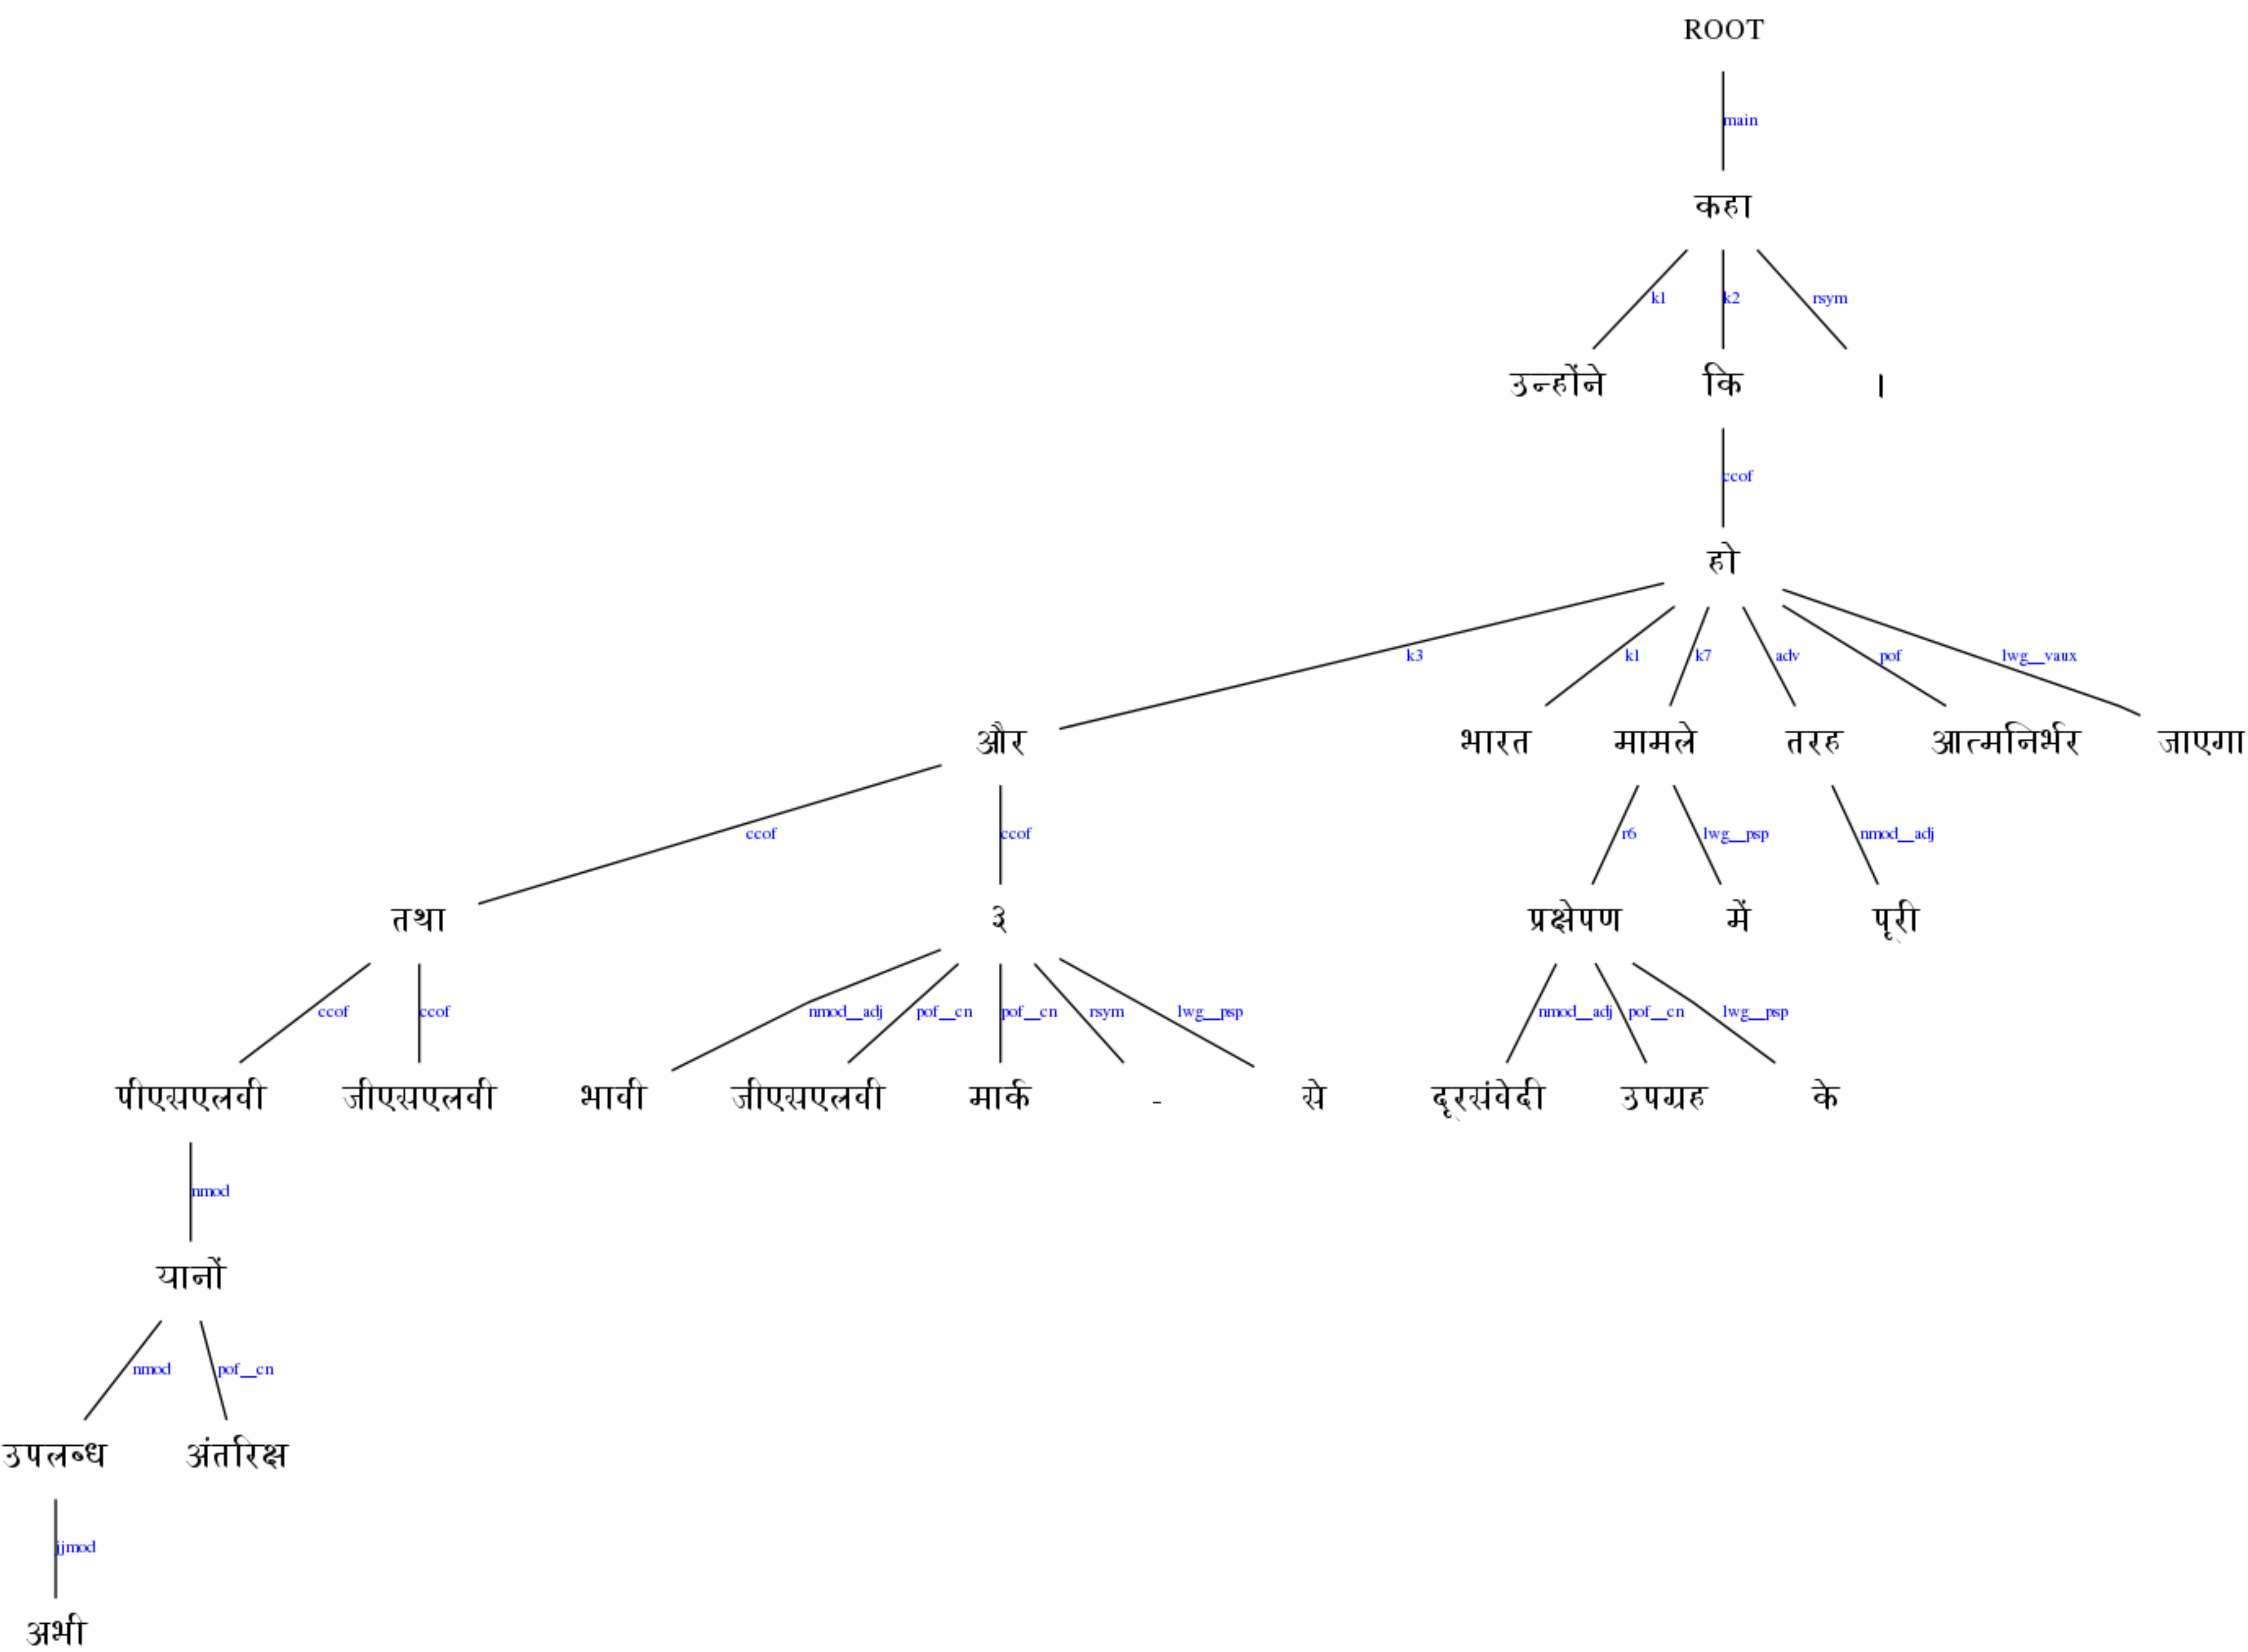 ROOT
main
कहा
k1 k2 rsym
उन्होंने कि ।
ccof
हो
k3 k1 k7 adv pof lwg__vaux
और भारत मामले तरह आत्मनिर्भर जाएगा
ccof ccof r6 lwg__psp nmod__adj
तथा ३ प्रक्षेपण में पूरी
ccof ccof nmod__adj pof__cn pof__cn rsym lwg__psp nmod__adj pof__cn lwg__psp
पीएसएलवी जीएसएलवी भावी जीएसएलवी मार्क - से दूरसंवेदी उपग्रह के
nmod
यानों
nmod pof__cn
उपलब्ध अंतरिक्ष
jjmod
अभी